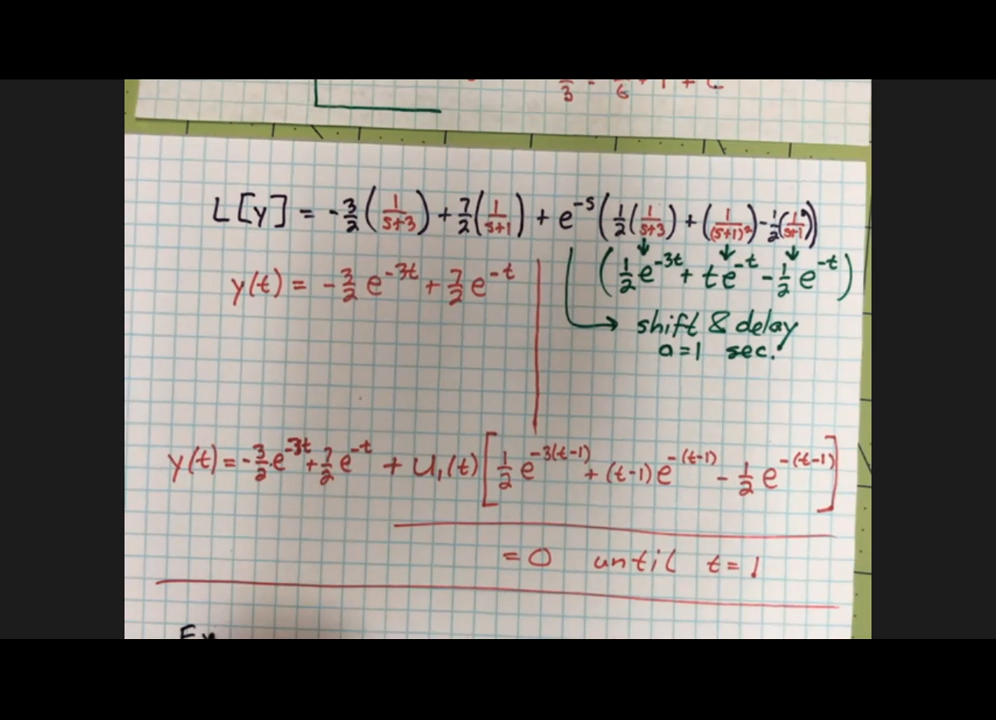 L[y] = -3/2 (1/(s+3)) + 7/2 (1/(s+1)) + e^-s (1/2 (1/(s+3)) + (1/(s+1)²) - 1/2 (1/(s+1)))
(1/2 e^-3t + te^-t - 1/2 e^-t)
y(t) = -3/2 e^-3t + 7/2 e^-t
shift & delay
a=1 sec.
y(t) = -3/2 e^-3t + 7/2 e^-t + U₁(t) [1/2 e^-3(t-1) + (t-1)e^-(t-1) - 1/2 e^-(t-1)]
=0 until t=1